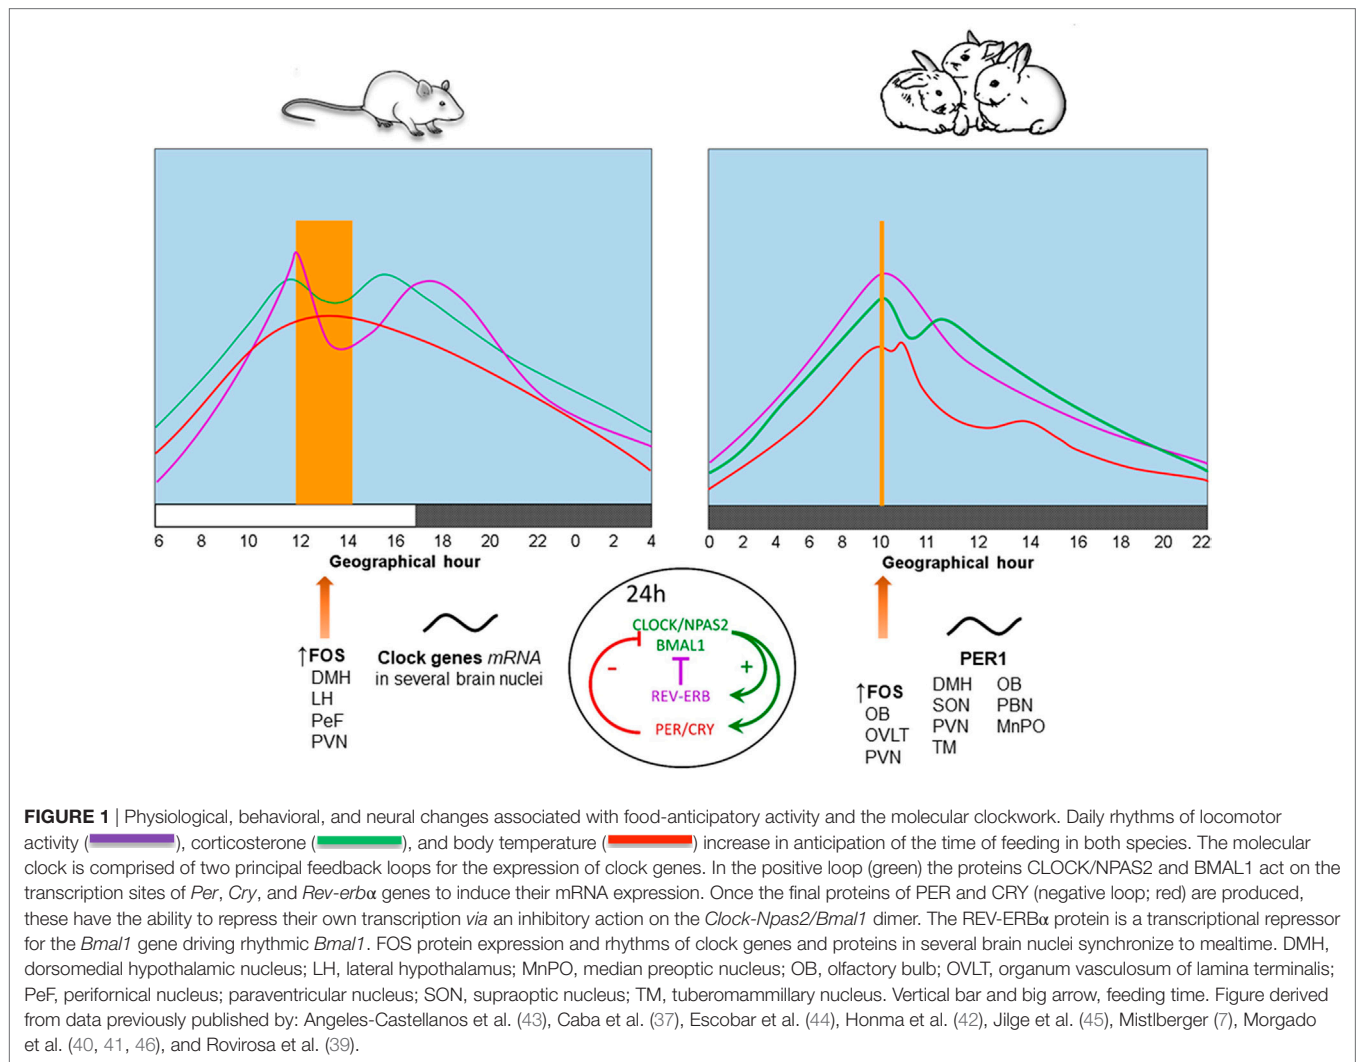 6 8 10 12 14 16 20 22 0 2 4
Geographical hour
0 2 4 6 8 10 11 12 14 16 18 20 22
Geographical hour
↑FOS
DMH
LH
PeF
PVN
Clock genes mRNA
in several brain nuclei
24h
CLOCK/NPAS2
BMAL1
- +
REV-ERB
PER/CRY
↑FOS
OB
OVLT
PVN
PER1
DMH OB
SON PBN
PVN MnPO
TM
FIGURE 1 | Physiological, behavioral, and neural changes associated with food-anticipatory activity and the molecular clockwork. Daily rhythms of locomotor
activity ( ), corticosterone ( ), and body temperature ( ) increase in anticipation of the time of feeding in both species. The molecular
clock is comprised of two principal feedback loops for the expression of clock genes. In the positive loop (green) the proteins CLOCK/NPAS2 and BMAL1 act on the
transcription sites of Per, Cry, and Rev-erbα genes to induce their mRNA expression. Once the final proteins of PER and CRY (negative loop; red) are produced,
these have the ability to repress their own transcription via an inhibitory action on the Clock-Npas2/Bmal1 dimer. The REV-ERBα protein is a transcriptional repressor
for the Bmal1 gene driving rhythmic Bmal1. FOS protein expression and rhythms of clock genes and proteins in several brain nuclei synchronize to mealtime. DMH,
dorsomedial hypothalamic nucleus; LH, lateral hypothalamus; MnPO, median preoptic nucleus; OB, olfactory bulb; OVLT, organum vasculosum of lamina terminalis;
PeF, perifornical nucleus; paraventricular nucleus; SON, supraoptic nucleus; TM, tuberomammillary nucleus. Vertical bar and big arrow, feeding time. Figure derived
from data previously published by: Angeles-Castellanos et al. (43), Caba et al. (37), Escobar et al. (44), Honma et al. (42), Jilge et al. (45), Mistlberger (7), Morgado
et al. (40, 41, 46), and Rovirosa et al. (39).